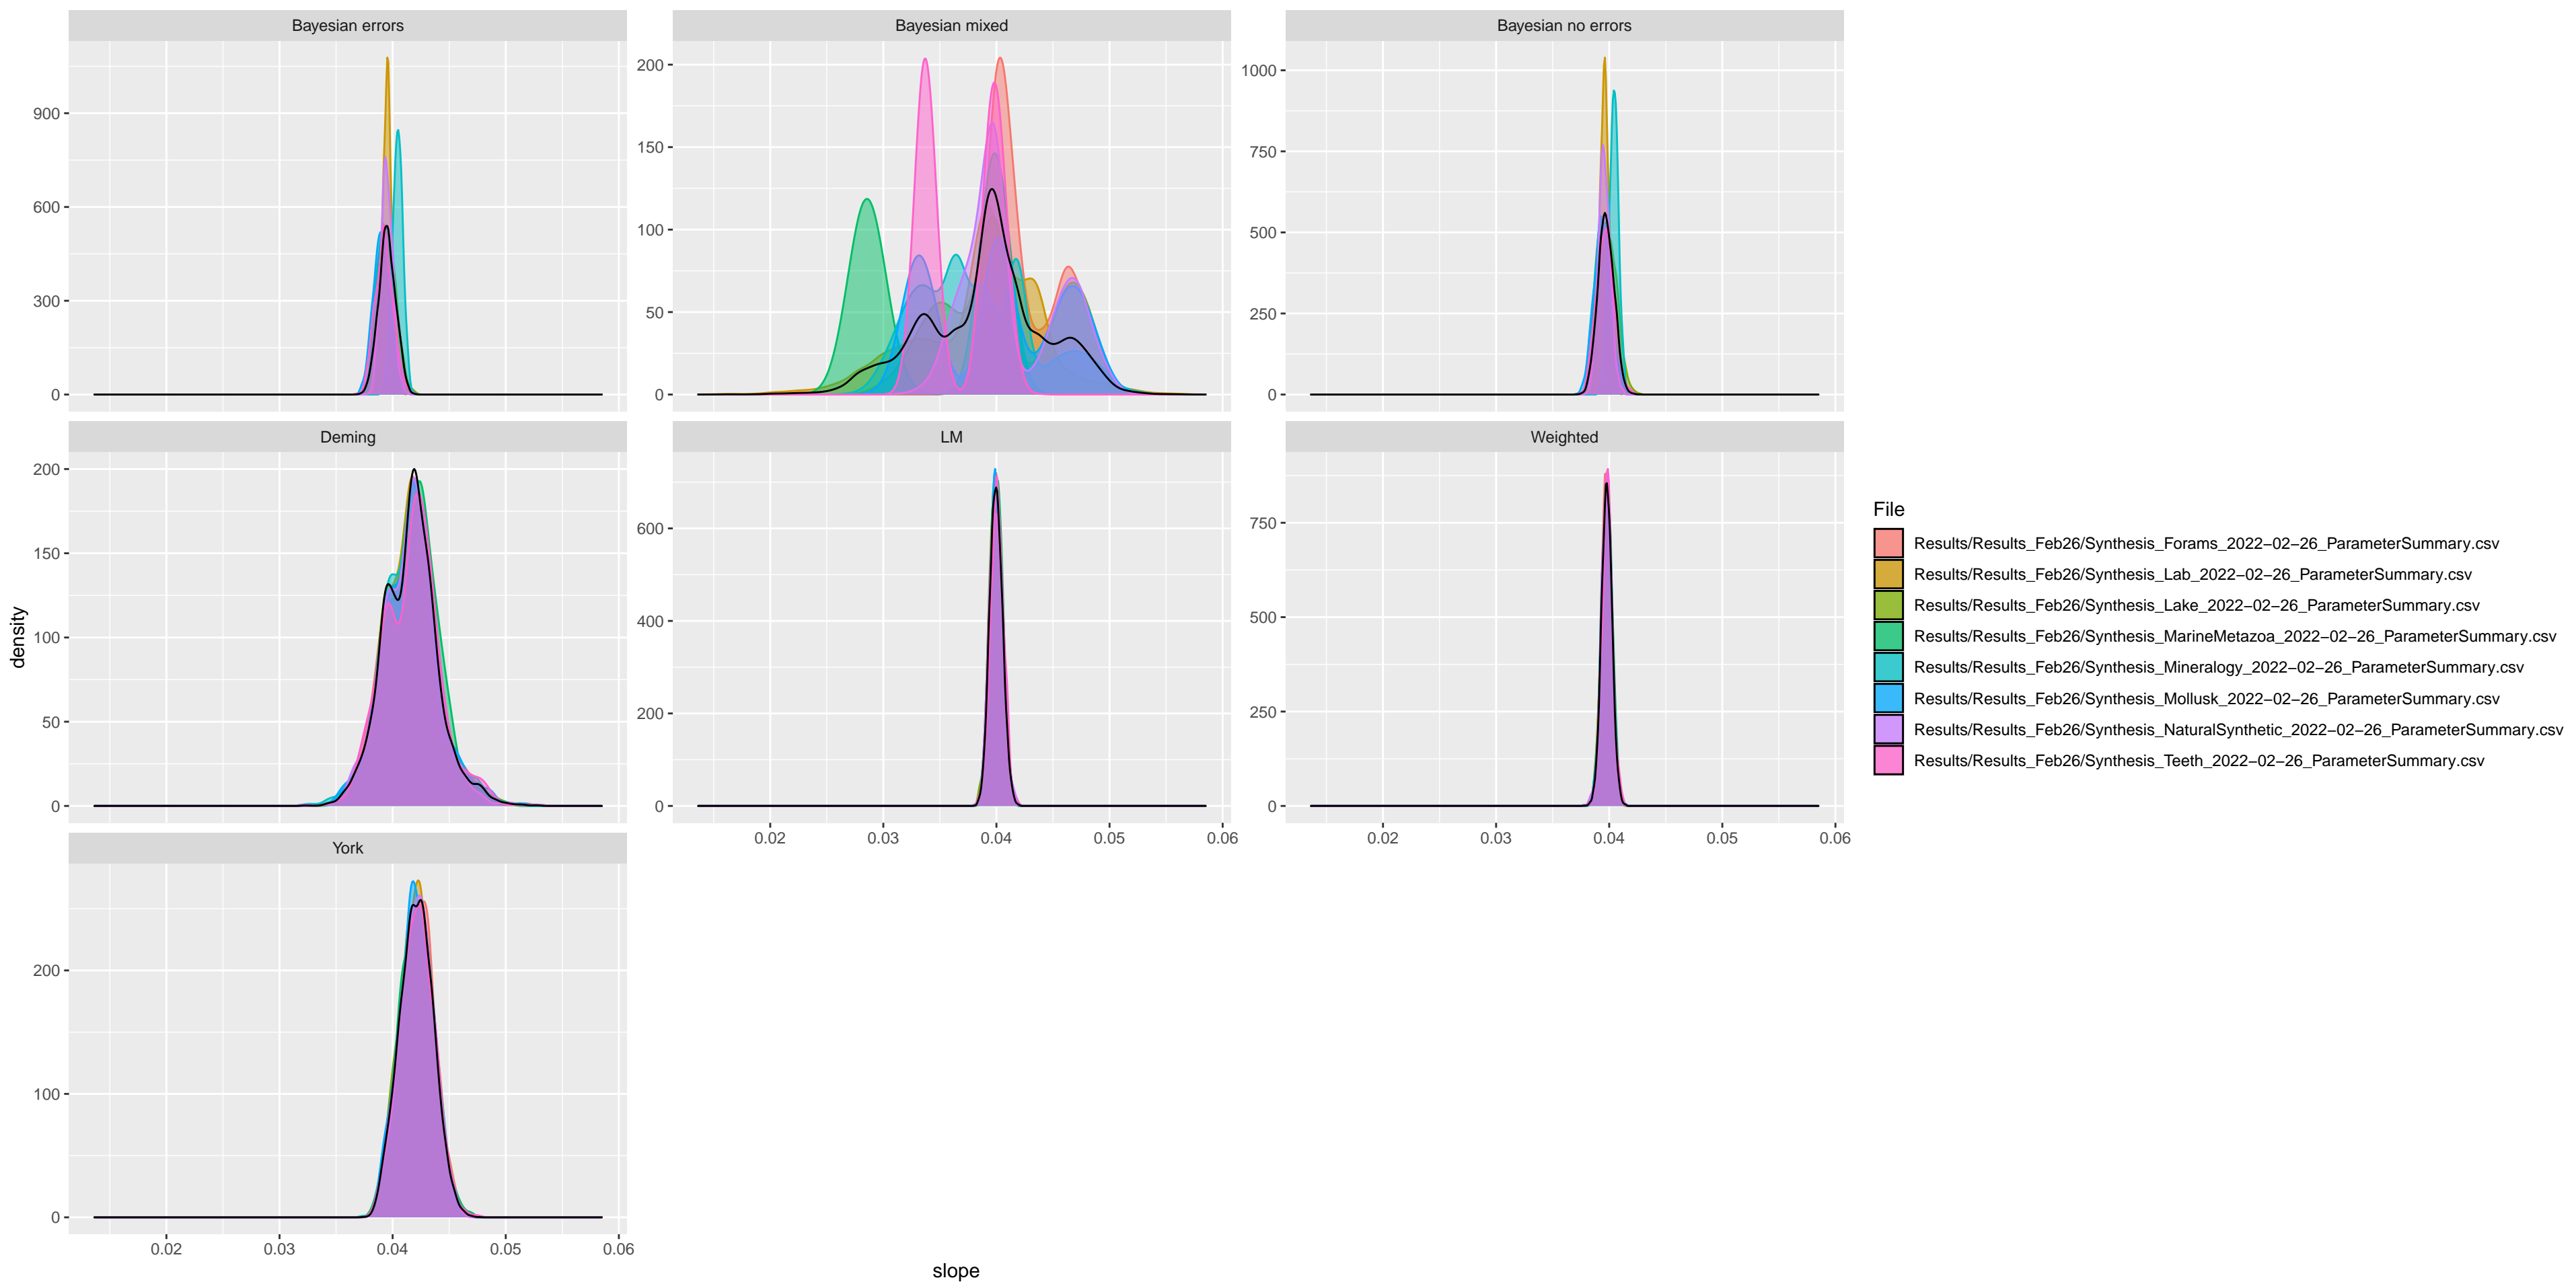 Bayesian errors
Bayesian mixed
Bayesian no errors
900
600
300
0
200
150
100
50
0
1000
750
500
250
0
Deming
LM
Weighted
200
150
100
50
0
600
400
200
0
750
500
250
0
0.02 0.03 0.04 0.05 0.06
0.02 0.03 0.04 0.05 0.06
York
200
100
0
0.02 0.03 0.04 0.05 0.06
density
slope
File
Results/Results_Feb26/Synthesis_Forams_2022−02−26_ParameterSummary.csv
Results/Results_Feb26/Synthesis_Lab_2022−02−26_ParameterSummary.csv
Results/Results_Feb26/Synthesis_Lake_2022−02−26_ParameterSummary.csv
Results/Results_Feb26/Synthesis_MarineMetazoa_2022−02−26_ParameterSummary.csv
Results/Results_Feb26/Synthesis_Mineralogy_2022−02−26_ParameterSummary.csv
Results/Results_Feb26/Synthesis_Mollusk_2022−02−26_ParameterSummary.csv
Results/Results_Feb26/Synthesis_NaturalSynthetic_2022−02−26_ParameterSummary.csv
Results/Results_Feb26/Synthesis_Teeth_2022−02−26_ParameterSummary.csv